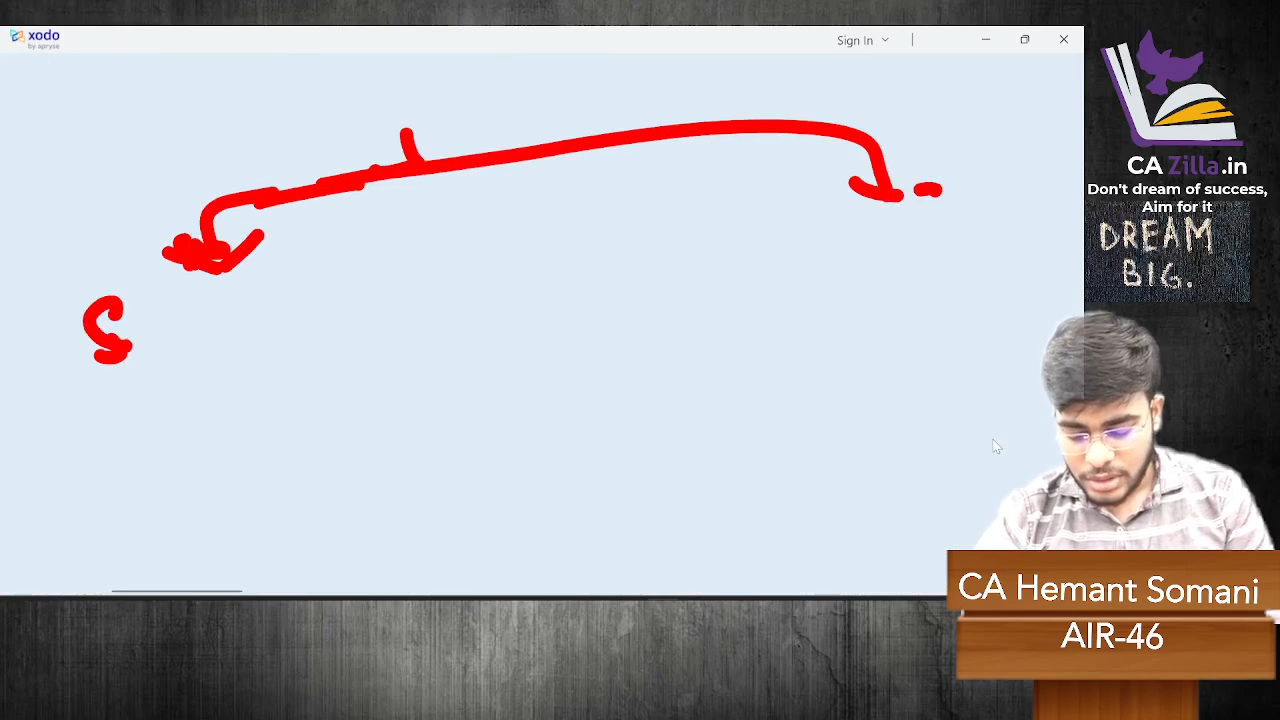 xodo
by apryse
Sign In
CA Zilla.in
Don't dream of success,
Aim for it
DREAM
BIG.
CA Hemant Somani
AIR-46